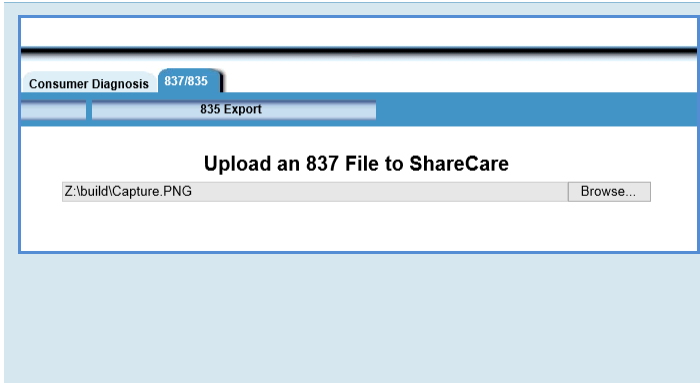 Consumer Diagnosis 837/835
835 Export
Upload an 837 File to ShareCare
Z:\build\Capture.PNG Browse...